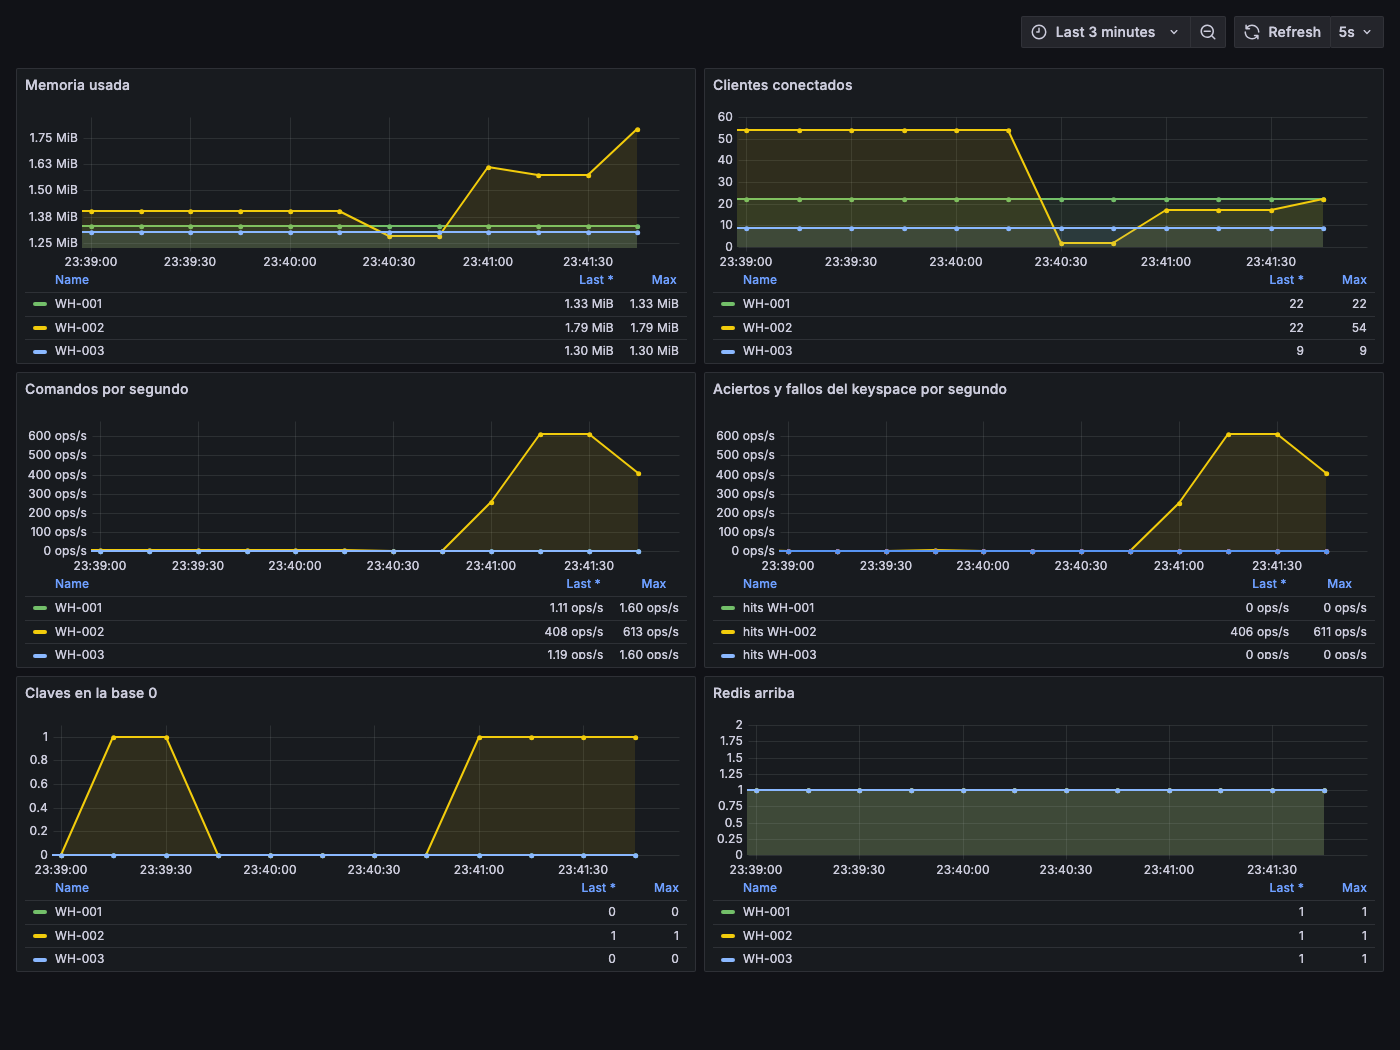 Last 3 minutes Refresh 5s
Memoria usada
1.75 MiB
1.63 MiB
1.50 MiB
1.38 MiB
1.25 MiB
23:39:00 23:39:30 23:40:00 23:40:30 23:41:00 23:41:30
Name Last * Max
WH-001 1.33 MiB 1.33 MiB
WH-002 1.79 MiB 1.79 MiB
WH-003 1.30 MiB 1.30 MiB
Clientes conectados
60
50
40
30
20
10
0
23:39:00 23:39:30 23:40:00 23:40:30 23:41:00 23:41:30
Name Last * Max
WH-001 22 22
WH-002 22 54
WH-003 9 9
Comandos por segundo
600 ops/s
500 ops/s
400 ops/s
300 ops/s
200 ops/s
100 ops/s
0 ops/s
23:39:00 23:39:30 23:40:00 23:40:30 23:41:00 23:41:30
Name Last * Max
WH-001 1.11 ops/s 1.60 ops/s
WH-002 408 ops/s 613 ops/s
WH-003 1.19 ops/s 1.60 ops/s
Aciertos y fallos del keyspace por segundo
600 ops/s
500 ops/s
400 ops/s
300 ops/s
200 ops/s
100 ops/s
0 ops/s
23:39:00 23:39:30 23:40:00 23:40:30 23:41:00 23:41:30
Name Last * Max
hits WH-001 0 ops/s 0 ops/s
hits WH-002 406 ops/s 611 ops/s
hits WH-003 0 ops/s 0 ops/s
Claves en la base 0
1
0.8
0.6
0.4
0.2
0
23:39:00 23:39:30 23:40:00 23:40:30 23:41:00 23:41:30
Name Last * Max
WH-001 0 0
WH-002 1 1
WH-003 0 0
Redis arriba
2
1.75
1.5
1.25
1
0.75
0.5
0.25
0
23:39:00 23:39:30 23:40:00 23:40:30 23:41:00 23:41:30
Name Last * Max
WH-001 1 1
WH-002 1 1
WH-003 1 1